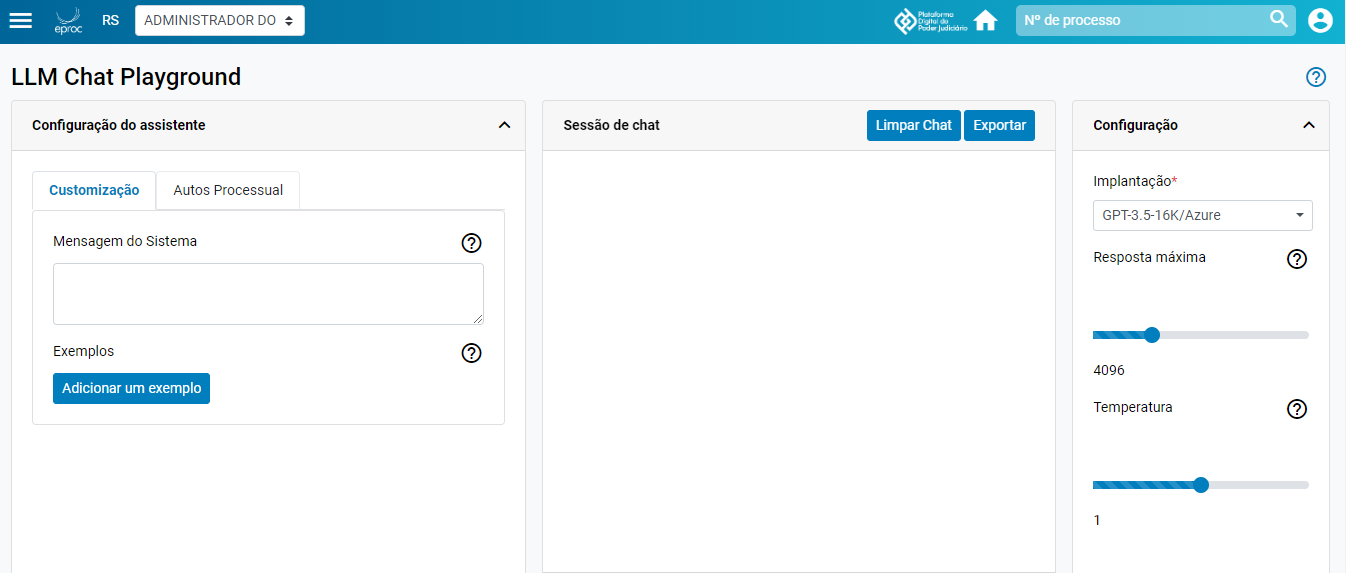 eproc
RS
ADMINISTRADOR DO
Plataforma
Digital do
Poder Judiciário
Nº de processo
LLM Chat Playground
Configuração do assistente
Customização
Autos Processual
Mensagem do Sistema
Exemplos
Adicionar um exemplo
Sessão de chat
Limpar Chat
Exportar
Configuração
Implantação*
GPT-3.5-16K/Azure
Resposta máxima
4096
Temperatura
1